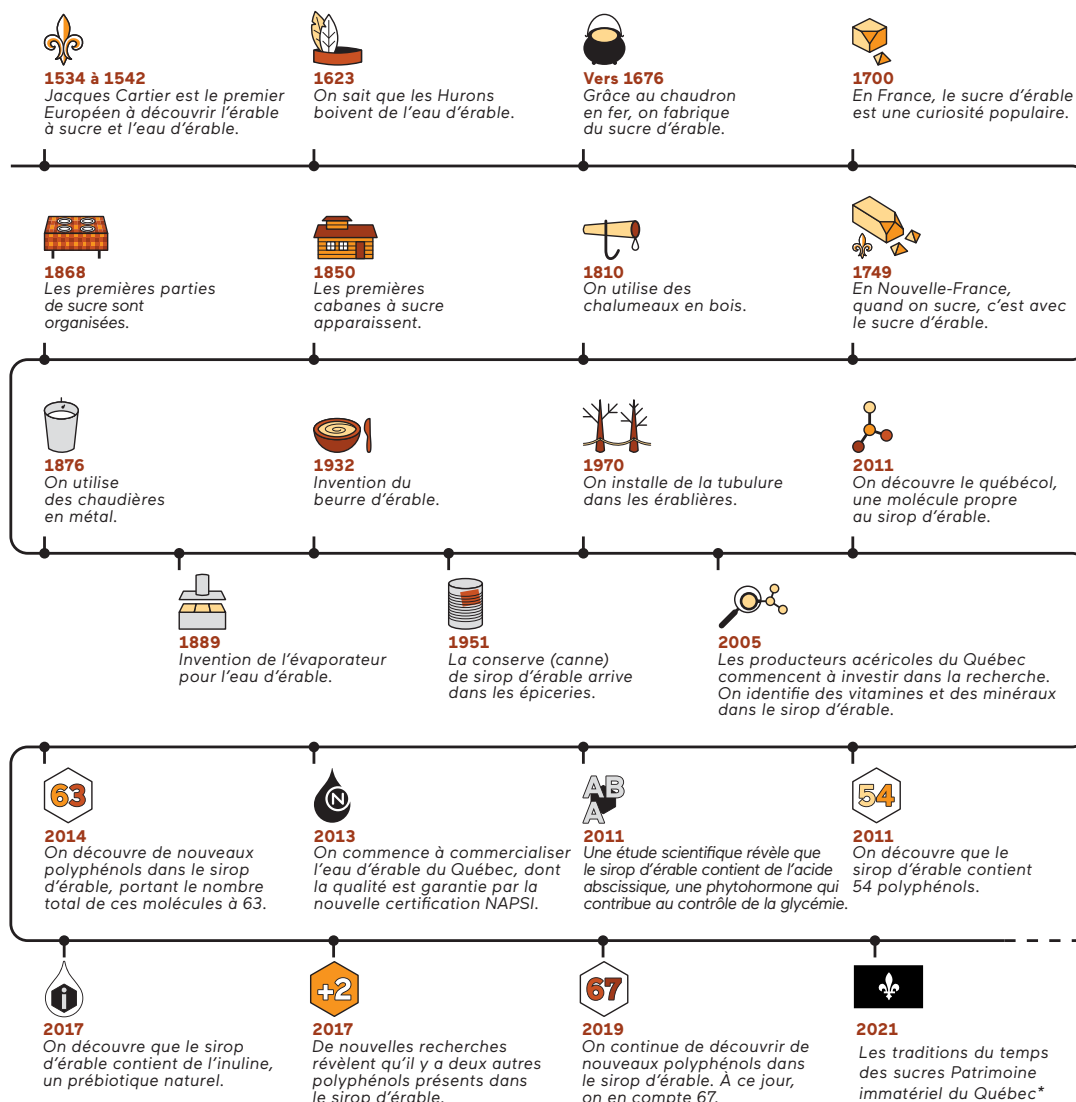 1534 à 1542
Jacques Cartier est le premier
Européen à découvrir l'érable
à sucre et l'eau d'érable.
1623
On sait que les Hurons
boivent de l'eau d'érable.
Vers 1676
Grâce au chaudron
en fer, on fabrique
du sucre d'érable.
1700
En France, le sucre d'érable
est une curiosité populaire.
1868
Les premières parties
de sucre sont
organisées.
1850
Les premières
cabanes à sucre
apparaissent.
1810
On utilise des
chalumeaux en bois.
1749
En Nouvelle-France,
quand on sucre, c'est avec
le sucre d'érable.
1876
On utilise
des chaudières
en métal.
1932
Invention du
beurre d'érable.
1970
On installe de la tubulure
dans les érablières.
2011
On découvre le québécol,
une molécule propre
au sirop d'érable.
1889
Invention de l'évaporateur
pour l'eau d'érable.
1951
La conserve (canne)
de sirop d'érable arrive
dans les épiceries.
2005
Les producteurs acéricoles du Québec
commencent à investir dans la recherche.
On identifie des vitamines et des minéraux
dans le sirop d'érable.
63
2014
On découvre de nouveaux
polyphénols dans le sirop
d'érable, portant le nombre
total de ces molécules à 63.
N
2013
On commence à commercialiser
l'eau d'érable du Québec, dont
la qualité est garantie par la
nouvelle certification NAPSI.
AB
A
2011
Une étude scientifique révèle que
le sirop d'érable contient de l'acide
abscissique, une phytohormone qui
contribue au contrôle de la glycémie.
54
2011
On découvre que le
sirop d'érable contient
54 polyphénols.
i
2017
On découvre que le sirop
d'érable contient de l'inuline,
un prébiotique naturel.
+2
2017
De nouvelles recherches
révèlent qu'il y a deux autres
polyphénols présents dans
le sirop d'érable.
67
2019
On continue de découvrir de
nouveaux polyphénols dans
le sirop d'érable. À ce jour,
on en compte 67.
2021
Les traditions du temps
des sucres Patrimoine
immatériel du Québec*